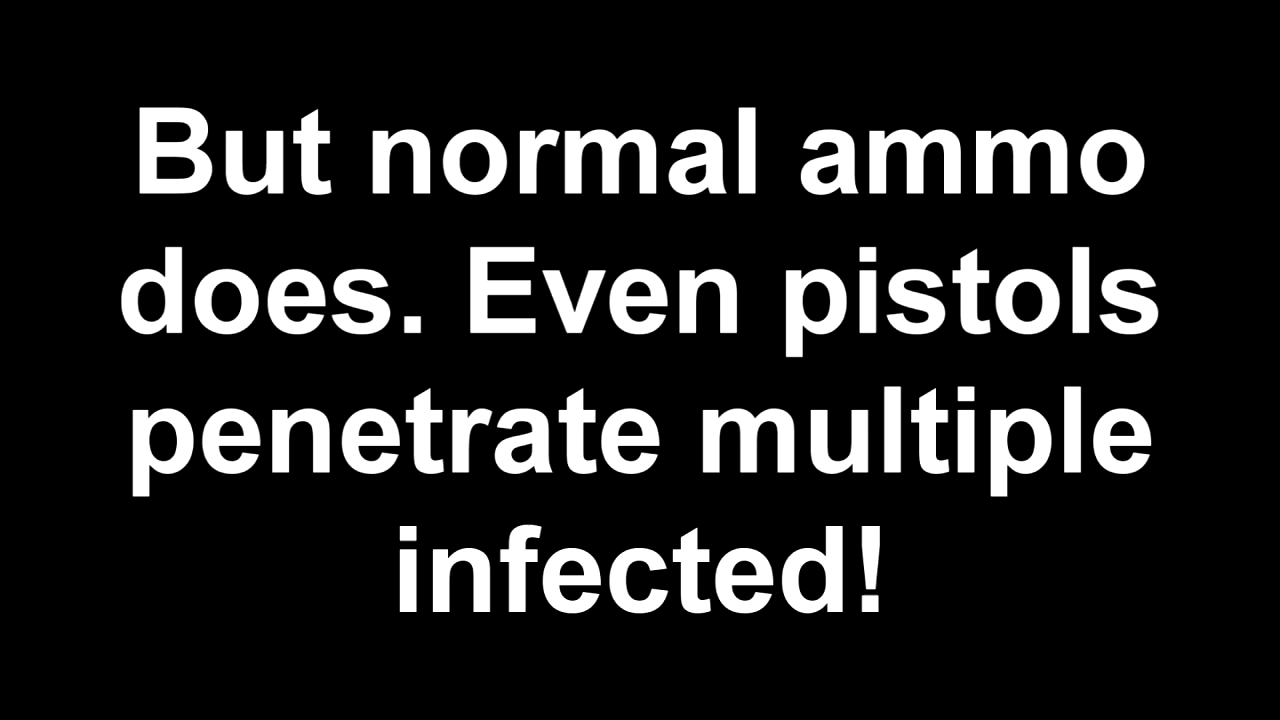 But normal ammo
does. Even pistols
penetrate multiple
infected!